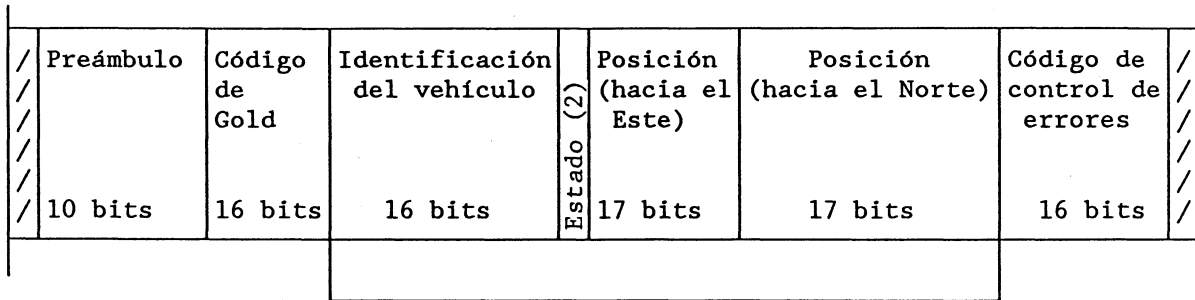 Preámbulo
10 bits
Código
de
Gold
16 bits
Identificación
del vehículo
16 bits
Estado (2)
Posición
(hacia el
Este)
17 bits
Posición
(hacia el Norte)
17 bits
Código de
control de
errores
16 bits